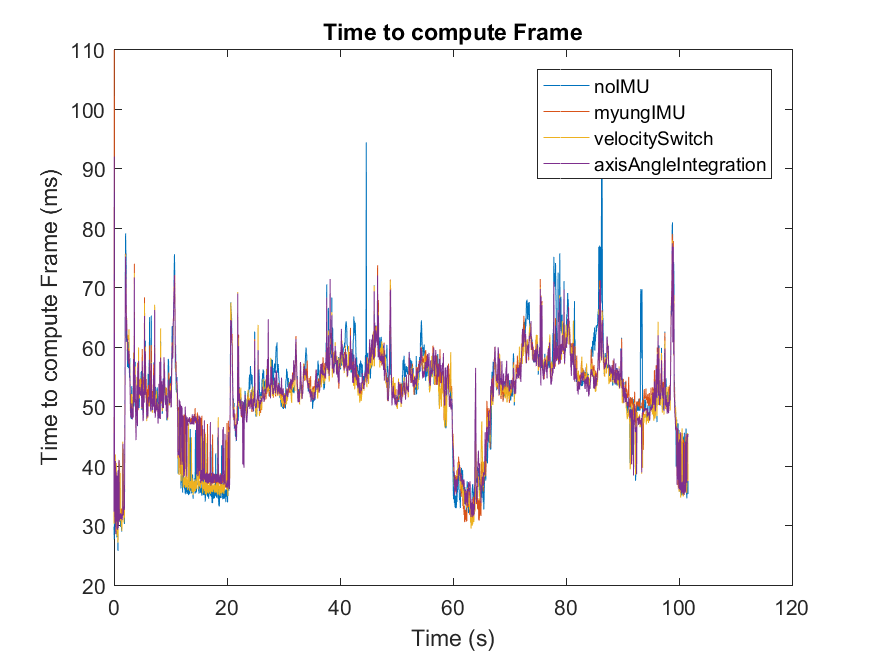 Time to compute Frame
110
100
90
80
70
60
50
40
30
20
Time to compute Frame (ms)
noIMU
myungIMU
velocitySwitch
axisAngleIntegration
0 20 40 60 80 100 120
Time (s)